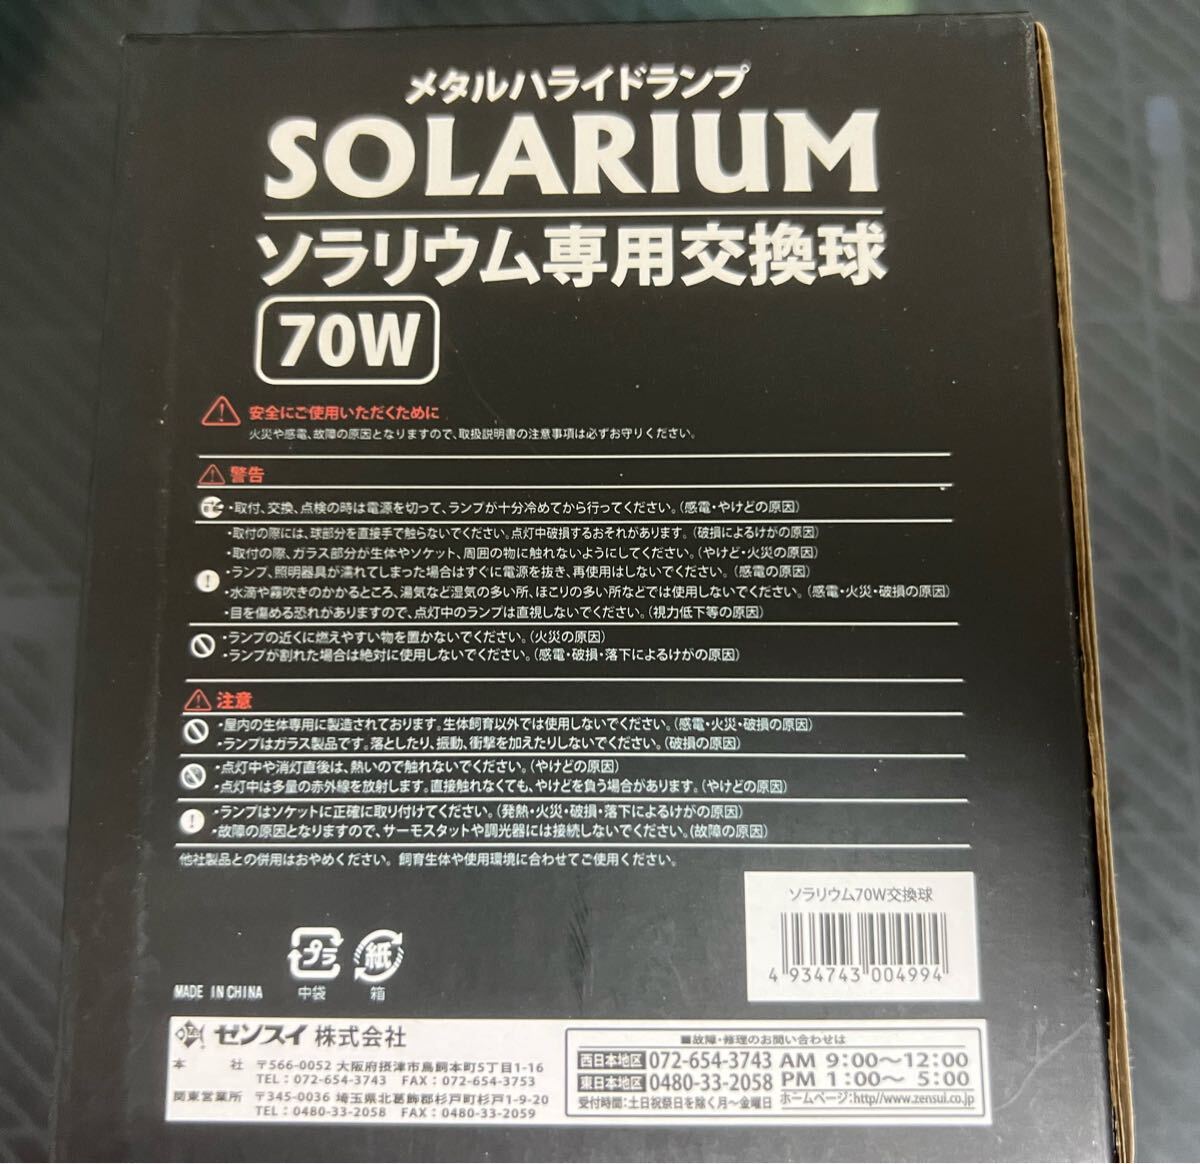 メタルハライドランプ
SOLARIUM
ソラリウム専用交換球
70W
安全にご使用いただくために
火災や感電、故障の原因となりますので、取扱説明書の注意事項は必ずお守りください。
警告
・取付、交換、点検の時は電源を切って、ランプが十分冷めてから行ってください。(感電・やけどの原因)
・取付の際には、球部分を直接手で触らないでください。点灯中破損するおそれがあります。(破損によるけがの原因)
・取付の際、ガラス部分が生体やソケット、周囲の物に触れないようにしてください。(やけど・火災の原因)
・ランプ、照明器具が濡れてしまった場合はすぐに電源を抜き、再使用はしないでください。(感電の原因)
・水滴や霧吹きのかかるところ、湯気など湿気の多い所、ほこりの多い所などでは使用しないでください。(感電・火災・破損の原因)
・目を傷める恐れがありますので、点灯中のランプは直視しないでください。(視力低下等の原因)
・ランプの近くに燃えやすい物を置かないでください。(火災の原因)
・ランプが割れた場合は絶対に使用しないでください。(感電・破損・落下によるけがの原因)
注意
・屋内の生体専用に製造されております。生体飼育以外では使用しないでください。(感電・火災・破損の原因)
・ランプはガラス製品です。落としたり、振動、衝撃を加えたりしないでください。(破損の原因)
・点灯中や消灯直後は、熱いので触れないでください。(やけどの原因)
・点灯中は多量の赤外線を放射します。直接触れなくても、やけどを負う場合があります。(やけどの原因)
・ランプはソケットに正確に取り付けてください。(発熱・火災・破損・落下によるけがの原因)
・故障の原因となりますので、サーモスタットや調光器には接続しないでください。(故障の原因)
他社製品との併用はおやめください。飼育生体や使用環境に合わせてご使用ください。
ソラリウム70W交換球
4 934743 004994
プラ 紙
MADE IN CHINA 中袋 箱
ゼンスイ 株式会社
本 社 〒566-0052 大阪府摂津市鳥飼本町5丁目1-16
TEL：072-654-3743 FAX：072-654-3753
関東営業所 〒345-0036 埼玉県北葛飾郡杉戸町杉戸1-9-20
TEL：0480-33-2058 FAX：0480-33-2059
■故障・修理のお問い合わせは
西日本地区 072-654-3743 AM 9：00〜12：00
東日本地区 0480-33-2058 PM 1：00〜 5：00
受付時間：土日祝祭日を除く月〜金曜日 ホームページ：http//www.zensui.co.jp